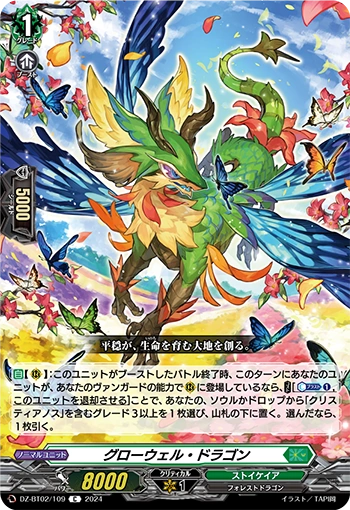 1
グレード
ブースト
5000
シールド
平穏が、生命を育む大地を創る。
自【(R)】：このユニットがブーストしたバトル終了時、このターンにあなたのユ
ニットが、あなたのヴァンガードの能力で(R)に登場しているなら、【コスト】【(CB)ブラスト(1),
このユニットを退却させる】ことで、あなたの、ソウルかドロップから「クリス
ティアノス」を含むグレード３以上を１枚選び、山札の下に置く。選んだなら、
１枚引く。
ノーマルユニット
グローウェル・ドラゴン
パワー
8000
クリティカル
1
ストイケイア
フォレストドラゴン
DZ-BT02/109 C 2024
イラスト／TAPI岡